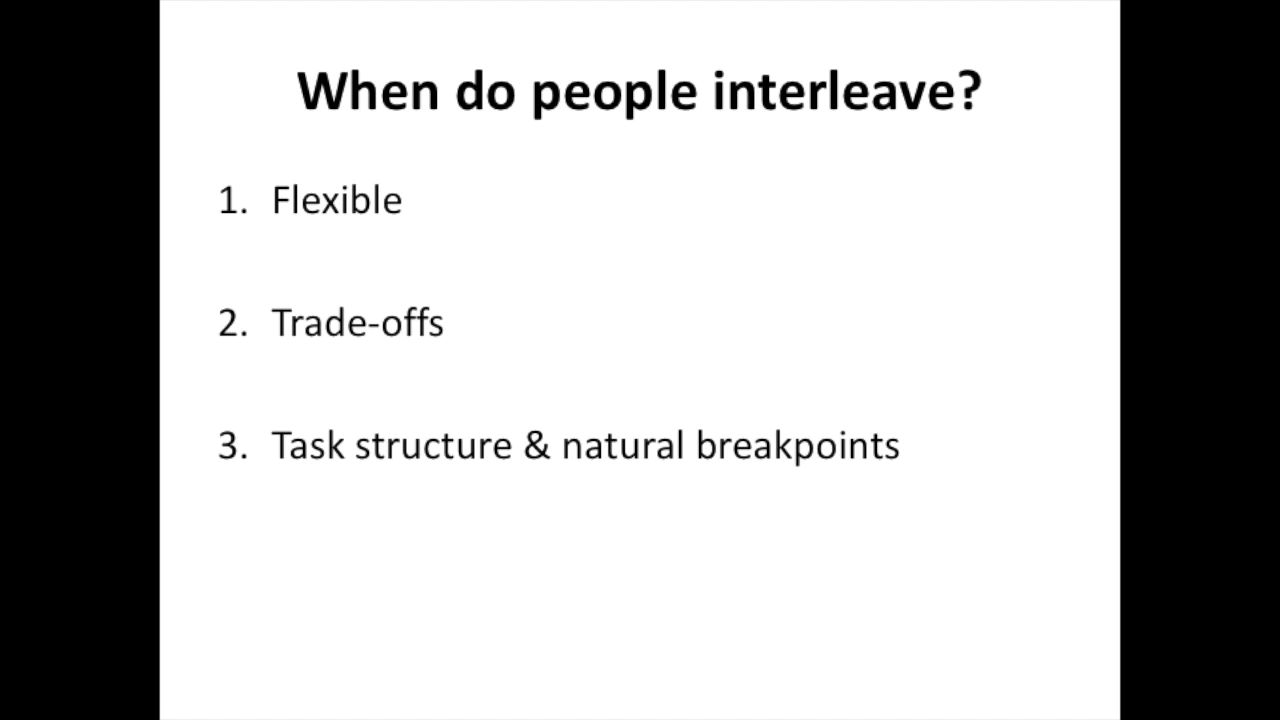 When do people interleave?
1. Flexible
2. Trade-offs
3. Task structure & natural breakpoints